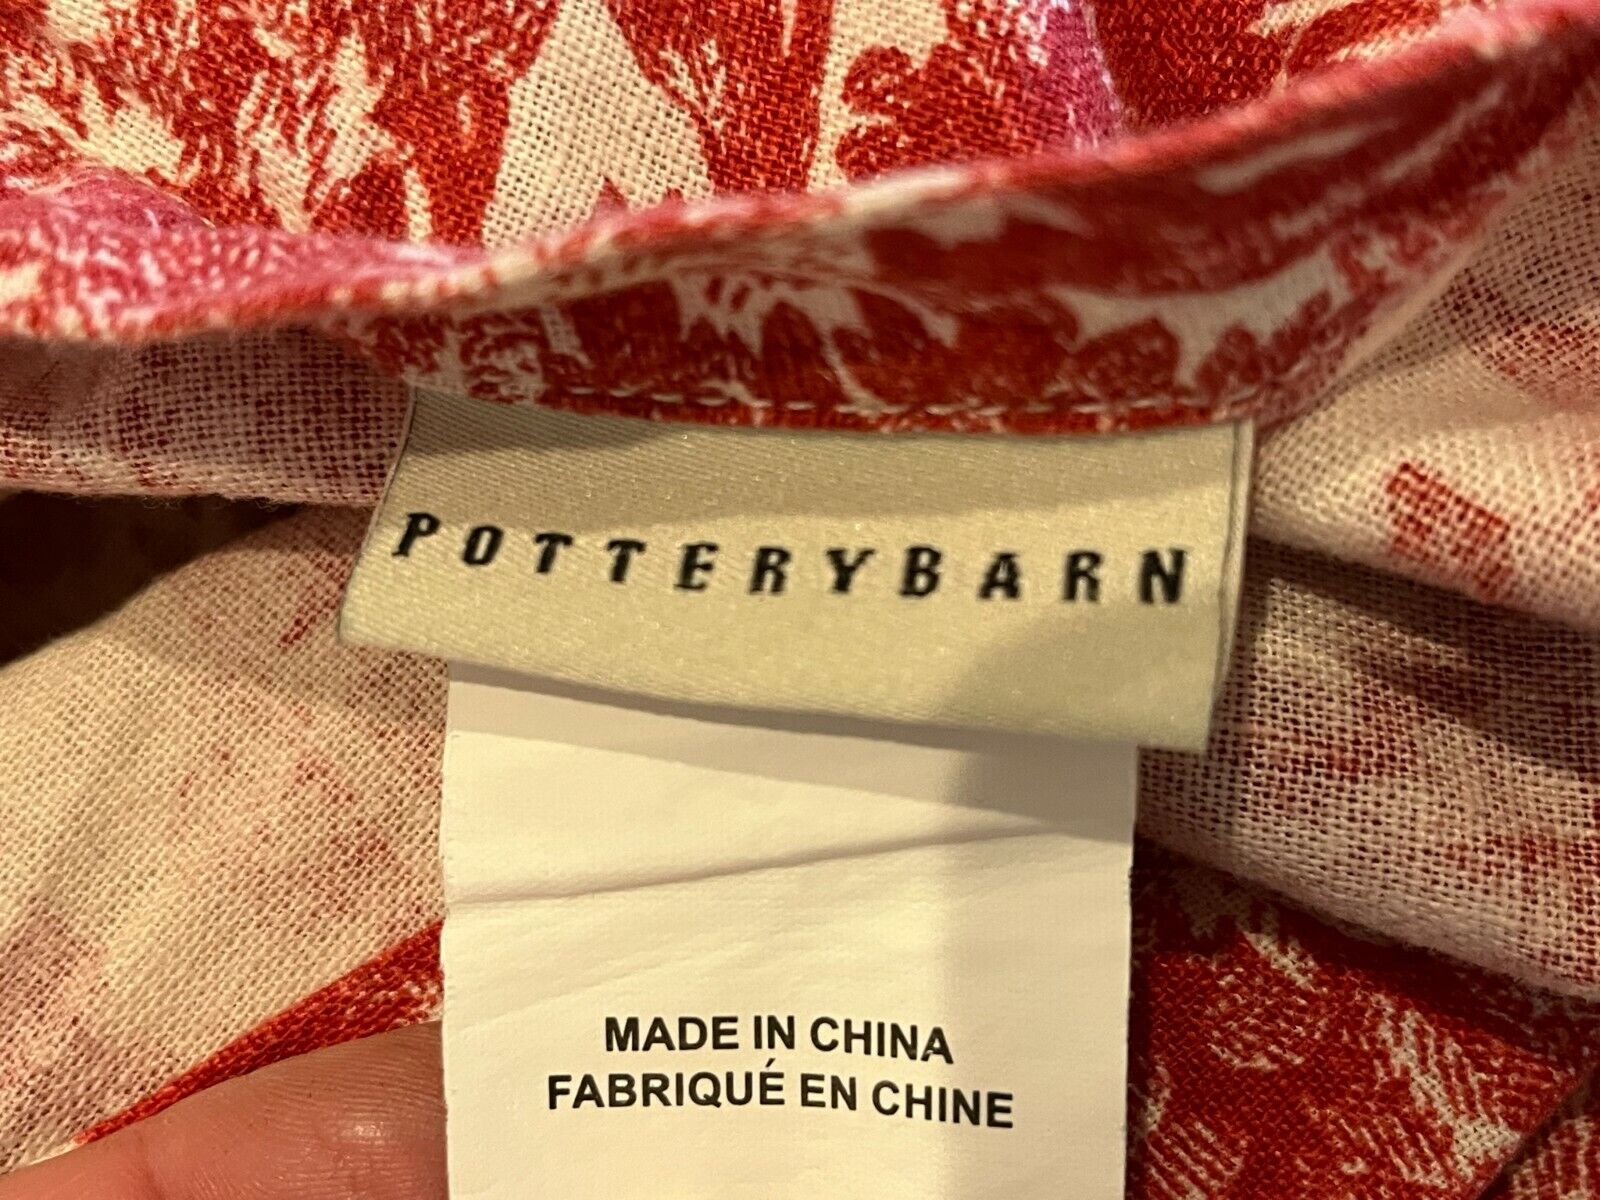 POTTERYBARN
MADE IN CHINA
FABRIQUÉ EN CHINE